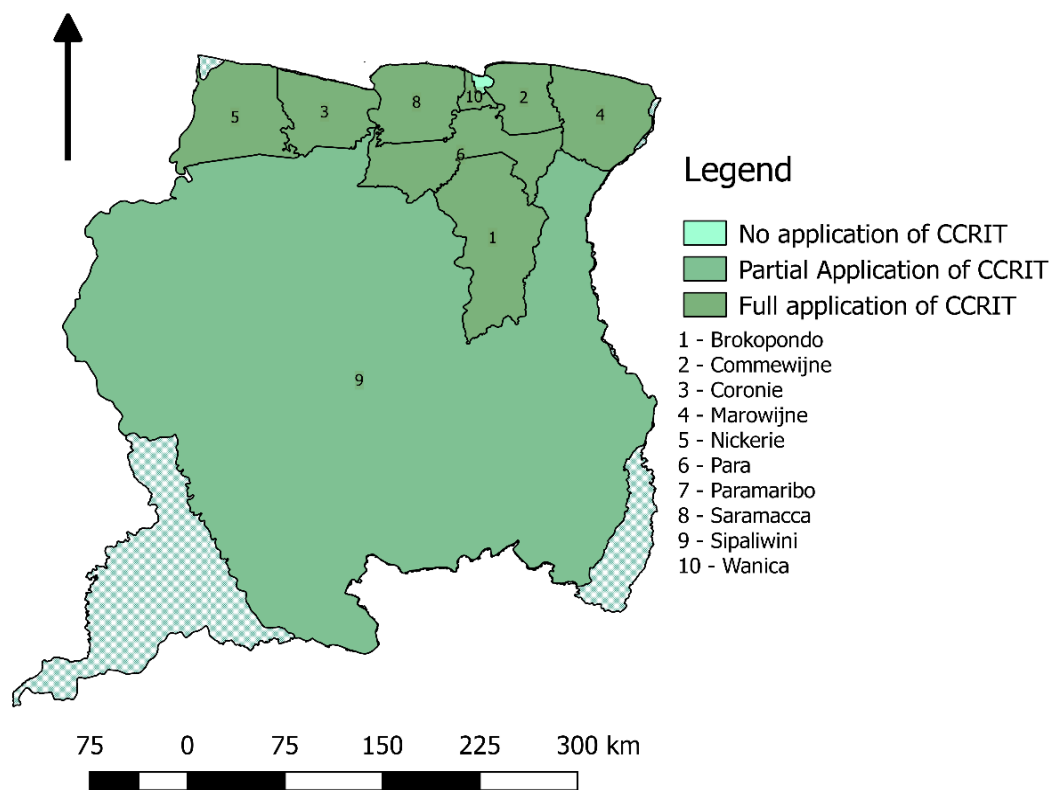 5
3
8
10
2
4
6
1
9
Legend
No application of CCRIT
Partial Application of CCRIT
Full application of CCRIT
1 - Brokopondo
2 - Commewijne
3 - Coronie
4 - Marowijne
5 - Nickerie
6 - Para
7 - Paramaribo
8 - Saramacca
9 - Sipaliwini
10 - Wanica
75 0 75 150 225 300 km